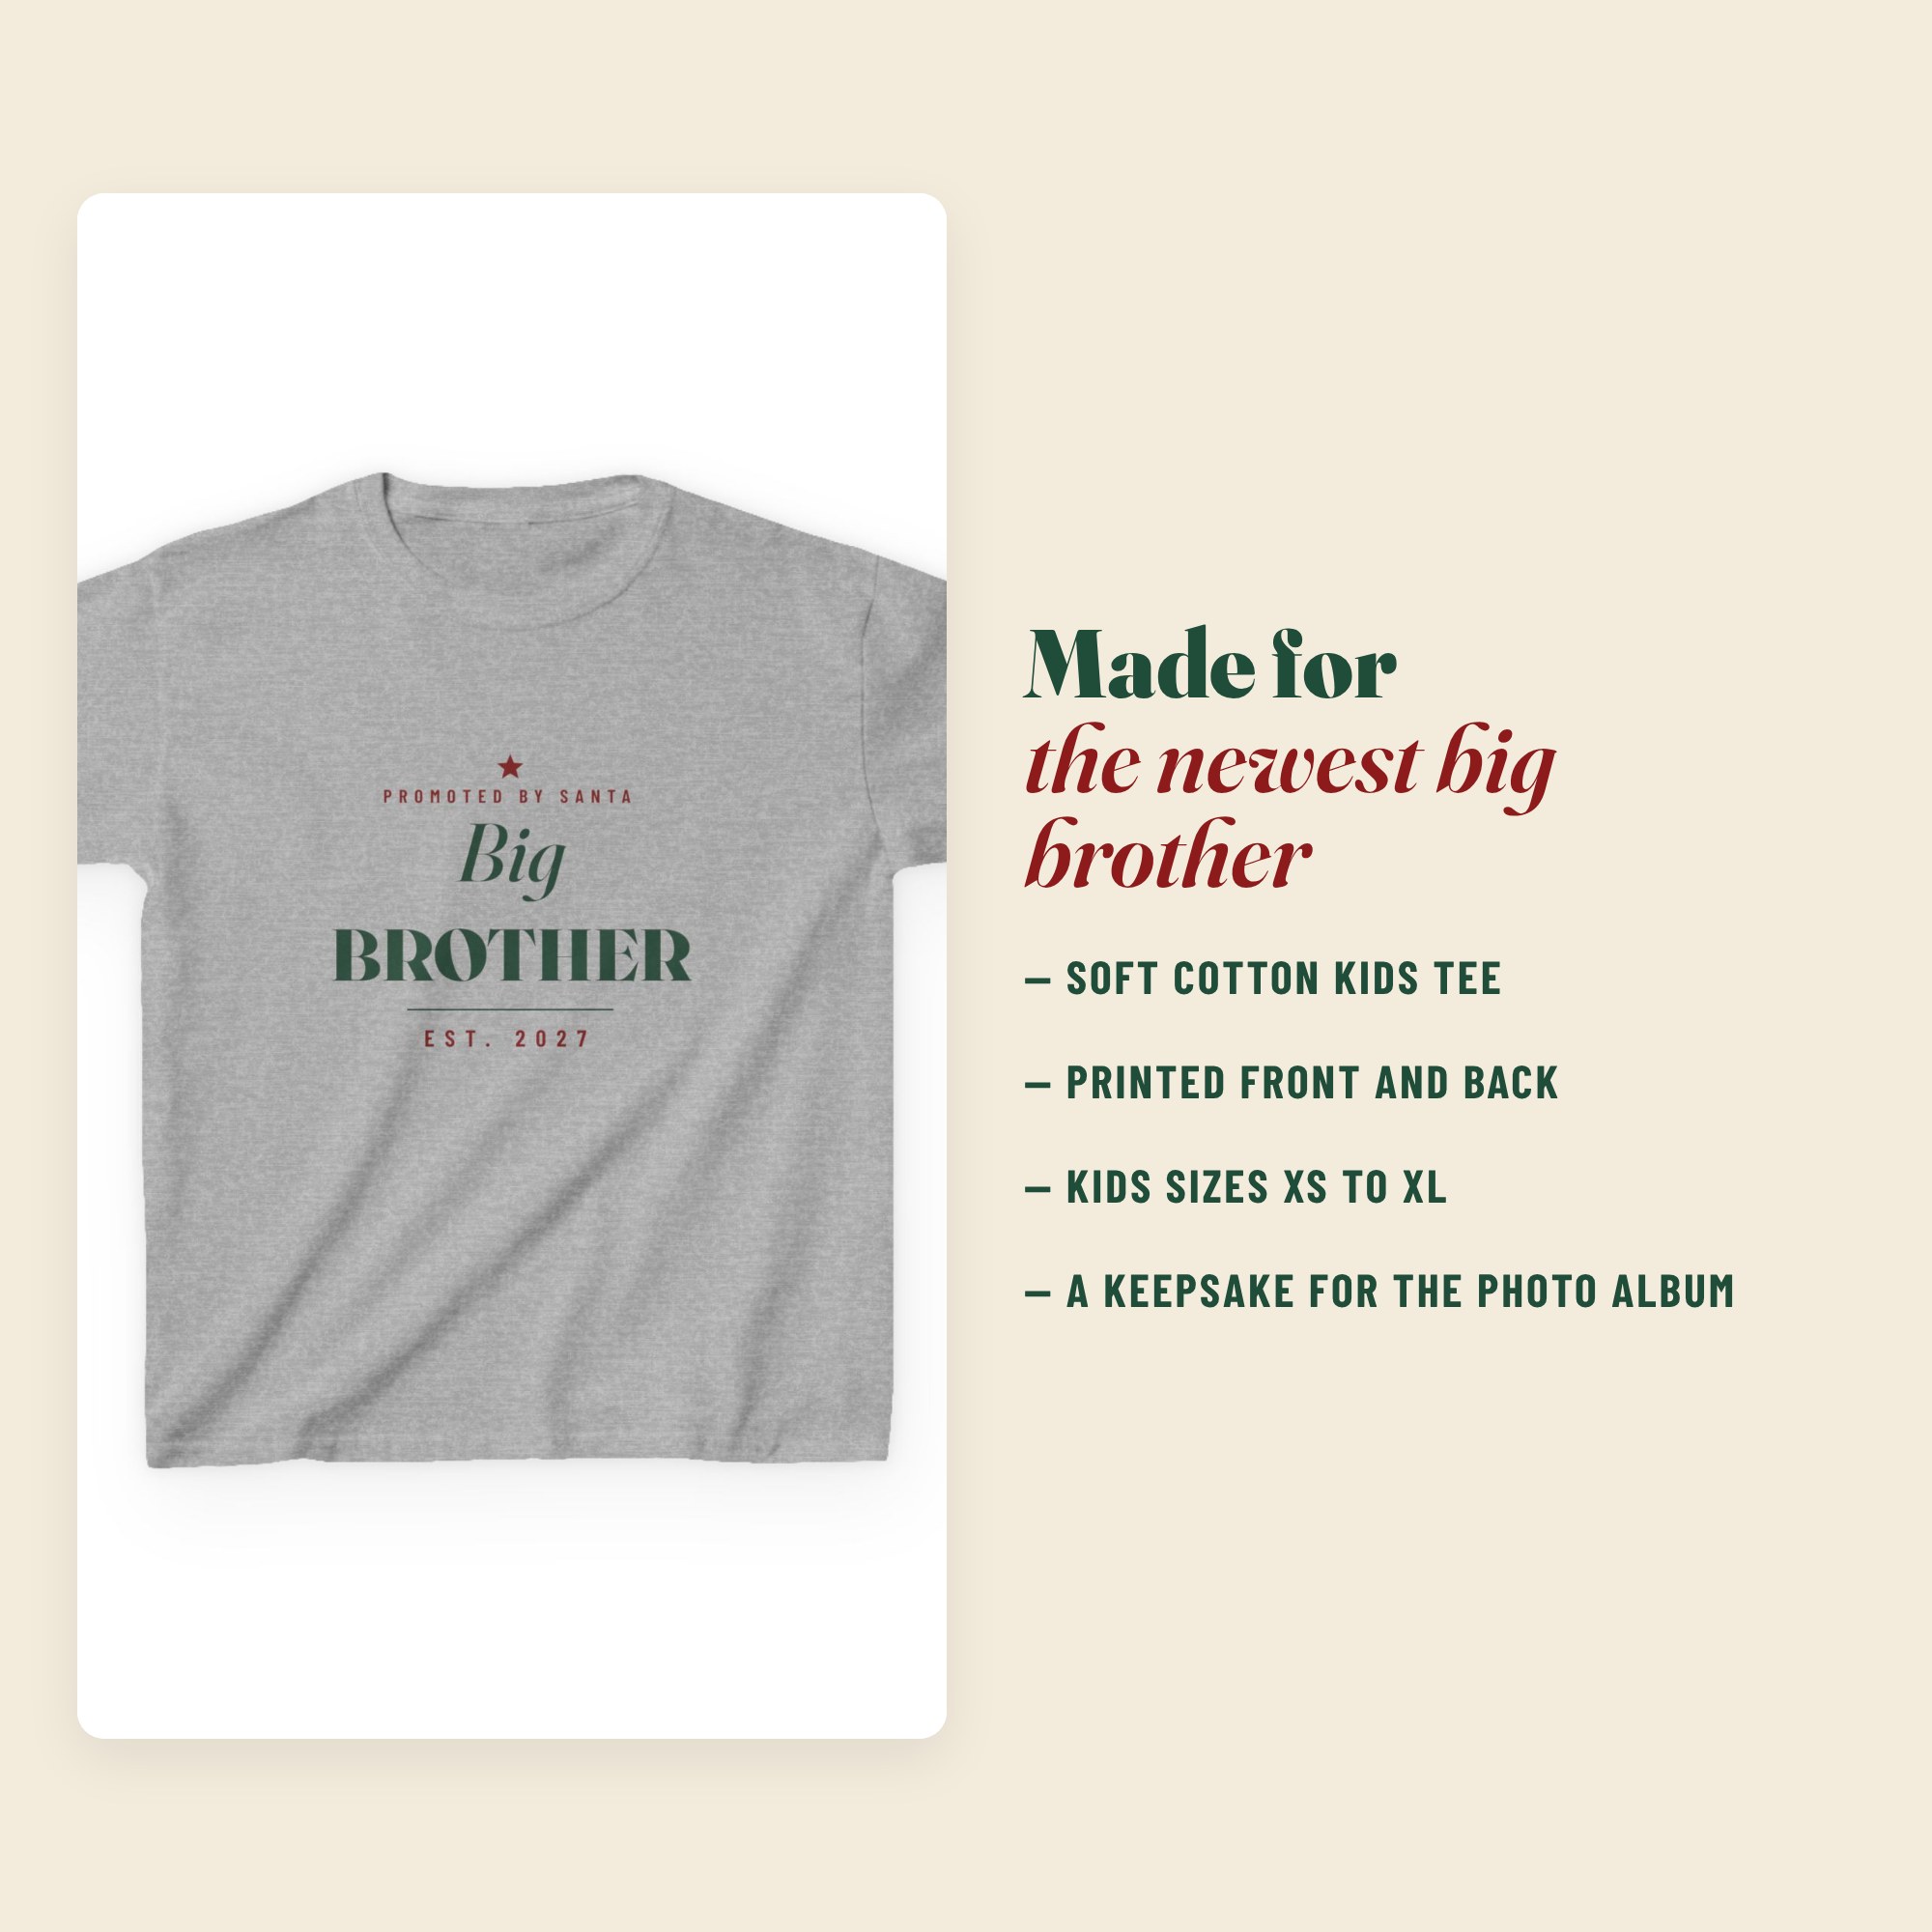 PROMOTED BY SANTA
Big
BROTHER
EST. 2027
Made for
the newest big
brother
– SOFT COTTON KIDS TEE
– PRINTED FRONT AND BACK
– KIDS SIZES XS TO XL
– A KEEPSAKE FOR THE PHOTO ALBUM